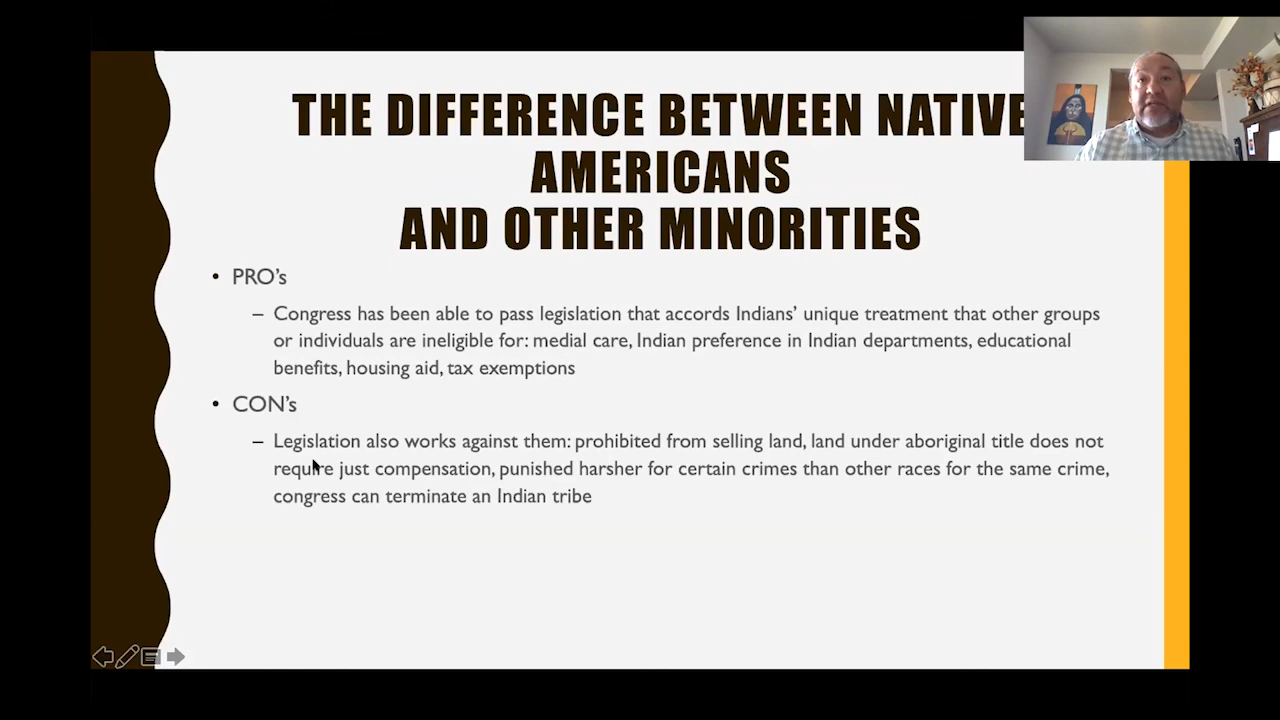 THE DIFFERENCE BETWEEN NATIVE
AMERICANS
AND OTHER MINORITIES
• PRO's
– Congress has been able to pass legislation that accords Indians' unique treatment that other groups
or individuals are ineligible for: medial care, Indian preference in Indian departments, educational
benefits, housing aid, tax exemptions
• CON's
– Legislation also works against them: prohibited from selling land, land under aboriginal title does not
require just compensation, punished harsher for certain crimes than other races for the same crime,
congress can terminate an Indian tribe